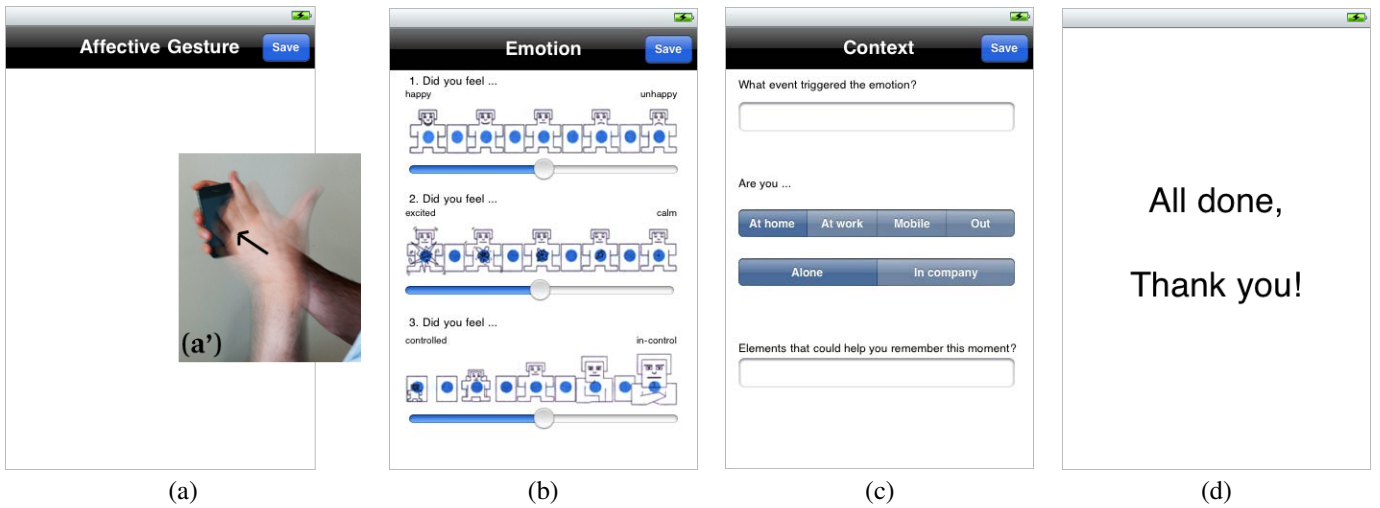 Affective Gesture
Save
(a')
(a)
Emotion
Save
1. Did you feel ...
happy
unhappy
2. Did you feel ...
excited
calm
3. Did you feel ...
controlled
in-control
(b)
Context
Save
What event triggered the emotion?
Are you ...
At home
At work
Mobile
Out
Alone
In company
Elements that could help you remember this moment?
(c)
All done,
Thank you!
(d)